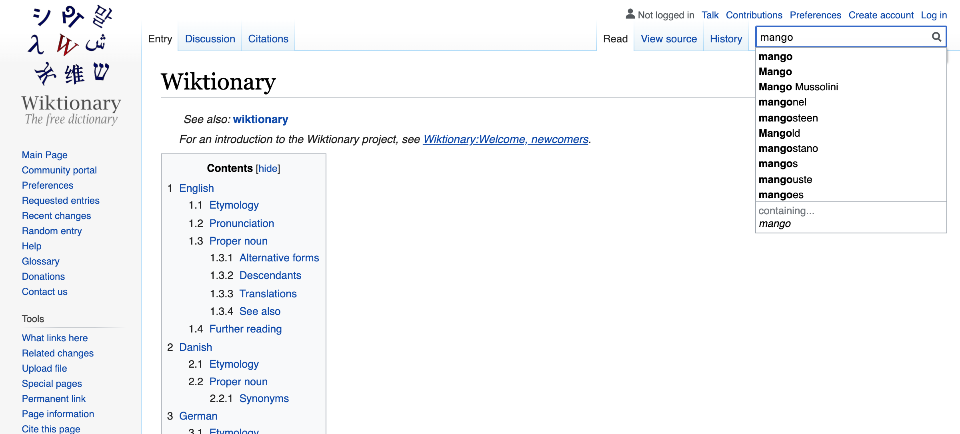 Not logged in Talk Contributions Preferences Create account Log in
Entry Discussion Citations Read View source History mango
mango
Mango
Mango Mussolini
mangonel
mangosteen
Mangold
mangostano
mangos
mangouste
mangoes
containing...
mango
シ 말
λ W ش
维 ש
Wiktionary
The free dictionary
Main Page
Community portal
Preferences
Requested entries
Recent changes
Random entry
Help
Glossary
Donations
Contact us
Tools
What links here
Related changes
Upload file
Special pages
Permanent link
Page information
Cite this page
Wiktionary
See also: wiktionary
For an introduction to the Wiktionary project, see Wiktionary:Welcome, newcomers.
Contents [hide]
1 English
1.1 Etymology
1.2 Pronunciation
1.3 Proper noun
1.3.1 Alternative forms
1.3.2 Descendants
1.3.3 Translations
1.3.4 See also
1.4 Further reading
2 Danish
2.1 Etymology
2.2 Proper noun
2.2.1 Synonyms
3 German
3.1 Etymology